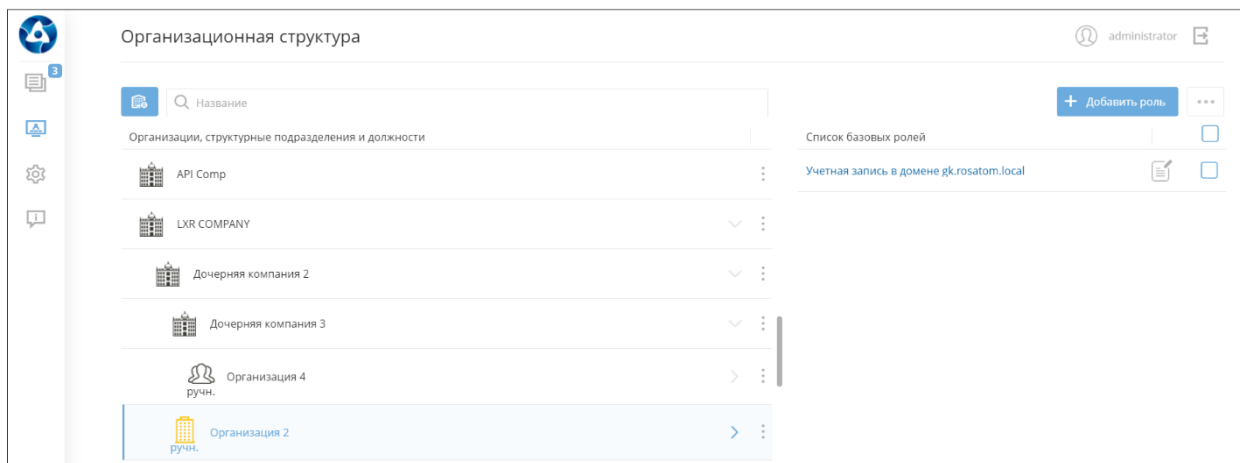 Организационная структура
administrator
3
Название
+ Добавить роль
Организации, структурные подразделения и должности
Список базовых ролей
API Comp
Учетная запись в домене gk.rosatom.local
LXR COMPANY
Дочерняя компания 2
Дочерняя компания 3
Организация 4
ручн.
Организация 2
ручн.